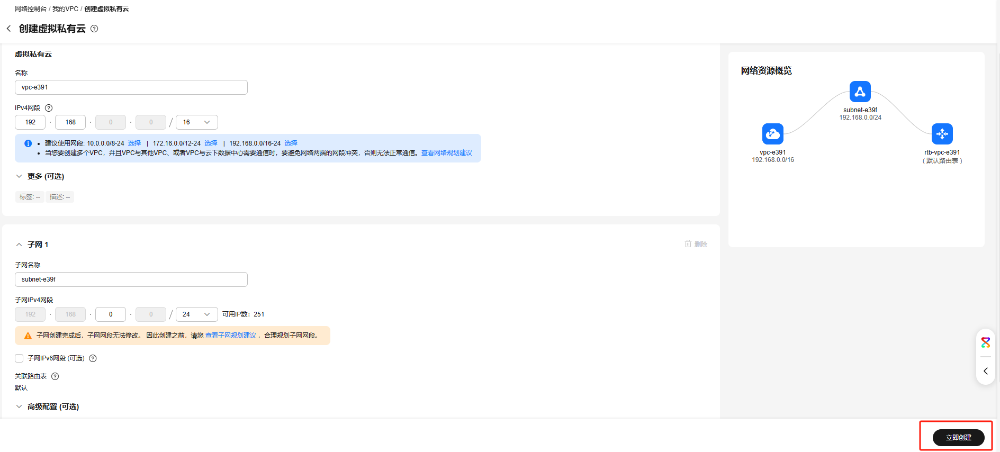 网络控制台 / 我的VPC / 创建虚拟私有云
创建虚拟私有云 ?
虚拟私有云
名称
vpc-e391
IPv4网段 ?
192 . 168 . 0 . 0 / 16
建议使用网段: 10.0.0.0/8-24 选择 | 172.16.0.0/12-24 选择 | 192.168.0.0/16-24 选择
当您要创建多个VPC，并且VPC与其他VPC、或者VPC与云下数据中心需要通信时，要避免网络两端的网段冲突，否则无法正常通信。查看网络规划建议
更多 (可选)
标签: -- 描述: --
子网 1
删除
子网名称
subnet-e39f
子网IPv4网段
192 . 168 . 0 . 0 / 24 可用IP数：251
子网创建完成后，子网网段无法修改。 因此创建之前，请您 查看子网规划建议 ，合理规划子网网段。
子网IPv6网段 (可选) ?
关联路由表 ?
默认
高级配置 (可选)
网络资源概览
subnet-e39f
192.168.0.0/24
vpc-e391
192.168.0.0/16
rtb-vpc-e391
（默认路由表）
立即创建